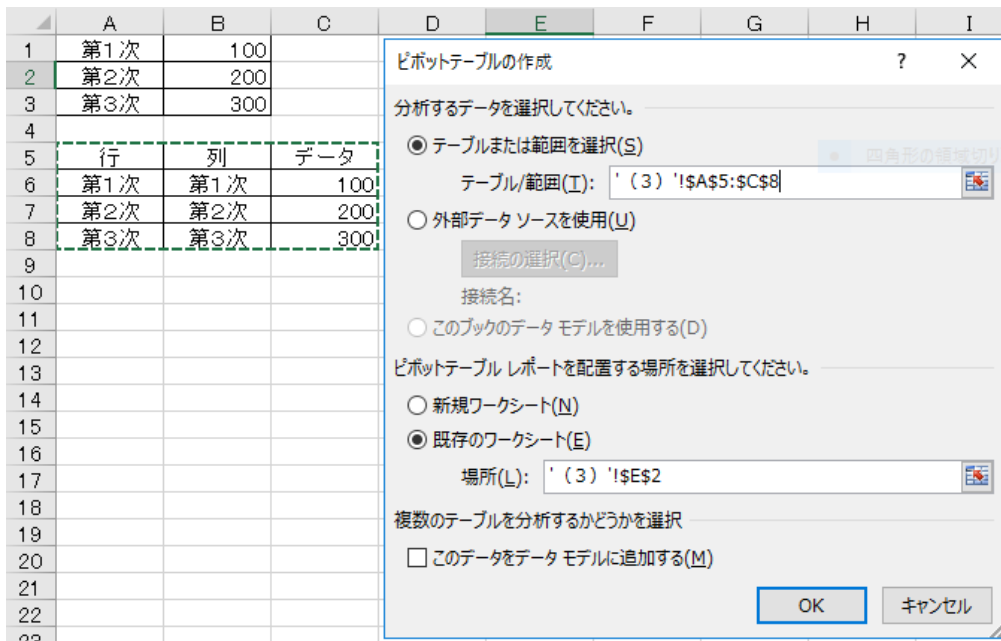 A B C D E F G H I
1 第1次 100
2 第2次 200
3 第3次 300
4
5 行 列 データ
6 第1次 第1次 100
7 第2次 第2次 200
8 第3次 第3次 300
9
10
11
12
13
14
15
16
17
18
19
20
21
22
23
ピボットテーブルの作成 ? ×
分析するデータを選択してください。
テーブルまたは範囲を選択(S)
テーブル/範囲(T): '（3）'!$A$5:$C$8
外部データ ソースを使用(U)
接続の選択(C)...
接続名:
このブックのデータ モデルを使用する(D)
ピボットテーブル レポートを配置する場所を選択してください。
新規ワークシート(N)
既存のワークシート(E)
場所(L): '（3）'!$E$2
複数のテーブルを分析するかどうかを選択
このデータをデータ モデルに追加する(M)
OK キャンセル
四角形の領域切り